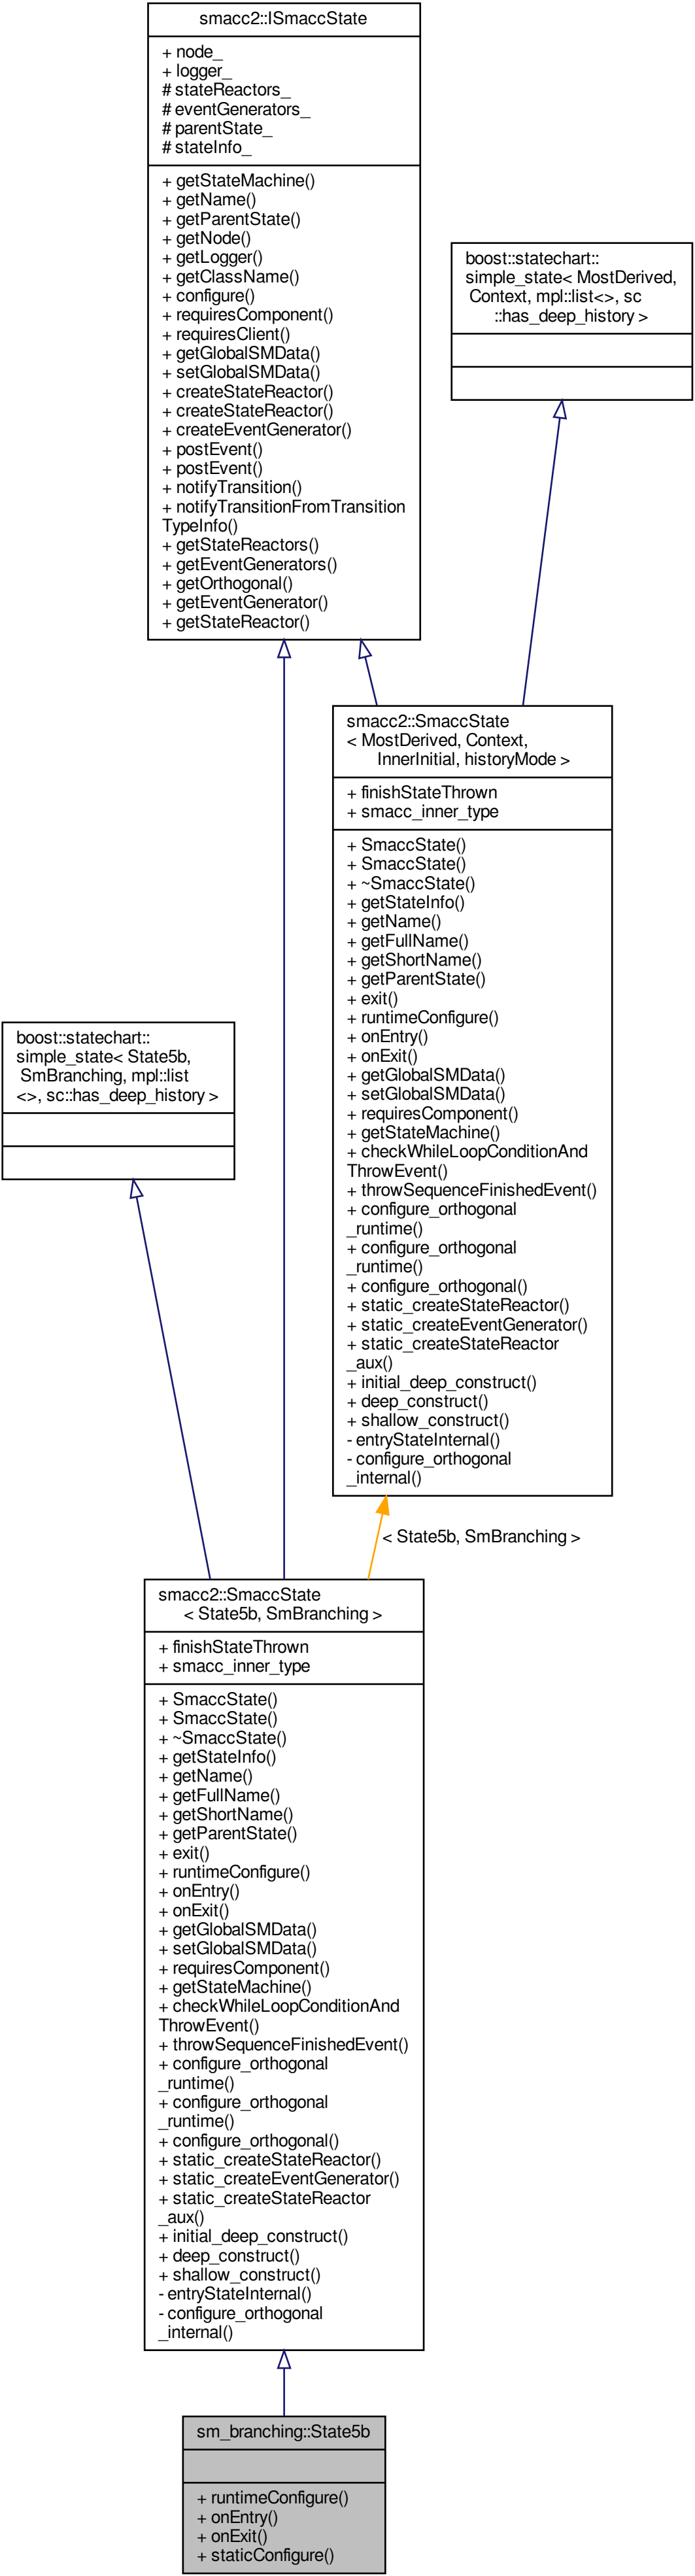 smacc2::ISmaccState
+ node_
+ logger_
# stateReactors_
# eventGenerators_
# parentState_
# stateInfo_
+ getStateMachine()
+ getName()
+ getParentState()
+ getNode()
+ getLogger()
+ getClassName()
+ configure()
+ requiresComponent()
+ requiresClient()
+ getGlobalSMData()
+ setGlobalSMData()
+ createStateReactor()
+ createStateReactor()
+ createEventGenerator()
+ postEvent()
+ postEvent()
+ notifyTransition()
+ notifyTransitionFromTransition
TypeInfo()
+ getStateReactors()
+ getEventGenerators()
+ getOrthogonal()
+ getEventGenerator()
+ getStateReactor()
boost::statechart::
simple_state< MostDerived,
Context, mpl::list<>, sc
::has_deep_history >
smacc2::SmaccState
< MostDerived, Context,
InnerInitial, historyMode >
+ finishStateThrown
+ smacc_inner_type
+ SmaccState()
+ SmaccState()
+ ~SmaccState()
+ getStateInfo()
+ getName()
+ getFullName()
+ getShortName()
+ getParentState()
+ exit()
+ runtimeConfigure()
+ onEntry()
+ onExit()
+ getGlobalSMData()
+ setGlobalSMData()
+ requiresComponent()
+ getStateMachine()
+ checkWhileLoopConditionAnd
ThrowEvent()
+ throwSequenceFinishedEvent()
+ configure_orthogonal
_runtime()
+ configure_orthogonal
_runtime()
+ configure_orthogonal()
+ static_createStateReactor()
+ static_createEventGenerator()
+ static_createStateReactor
_aux()
+ initial_deep_construct()
+ deep_construct()
+ shallow_construct()
- entryStateInternal()
- configure_orthogonal
_internal()
boost::statechart::
simple_state< State5b,
SmBranching, mpl::list
<>, sc::has_deep_history >
< State5b, SmBranching >
smacc2::SmaccState
< State5b, SmBranching >
+ finishStateThrown
+ smacc_inner_type
+ SmaccState()
+ SmaccState()
+ ~SmaccState()
+ getStateInfo()
+ getName()
+ getFullName()
+ getShortName()
+ getParentState()
+ exit()
+ runtimeConfigure()
+ onEntry()
+ onExit()
+ getGlobalSMData()
+ setGlobalSMData()
+ requiresComponent()
+ getStateMachine()
+ checkWhileLoopConditionAnd
ThrowEvent()
+ throwSequenceFinishedEvent()
+ configure_orthogonal
_runtime()
+ configure_orthogonal
_runtime()
+ configure_orthogonal()
+ static_createStateReactor()
+ static_createEventGenerator()
+ static_createStateReactor
_aux()
+ initial_deep_construct()
+ deep_construct()
+ shallow_construct()
- entryStateInternal()
- configure_orthogonal
_internal()
sm_branching::State5b
+ runtimeConfigure()
+ onEntry()
+ onExit()
+ staticConfigure()